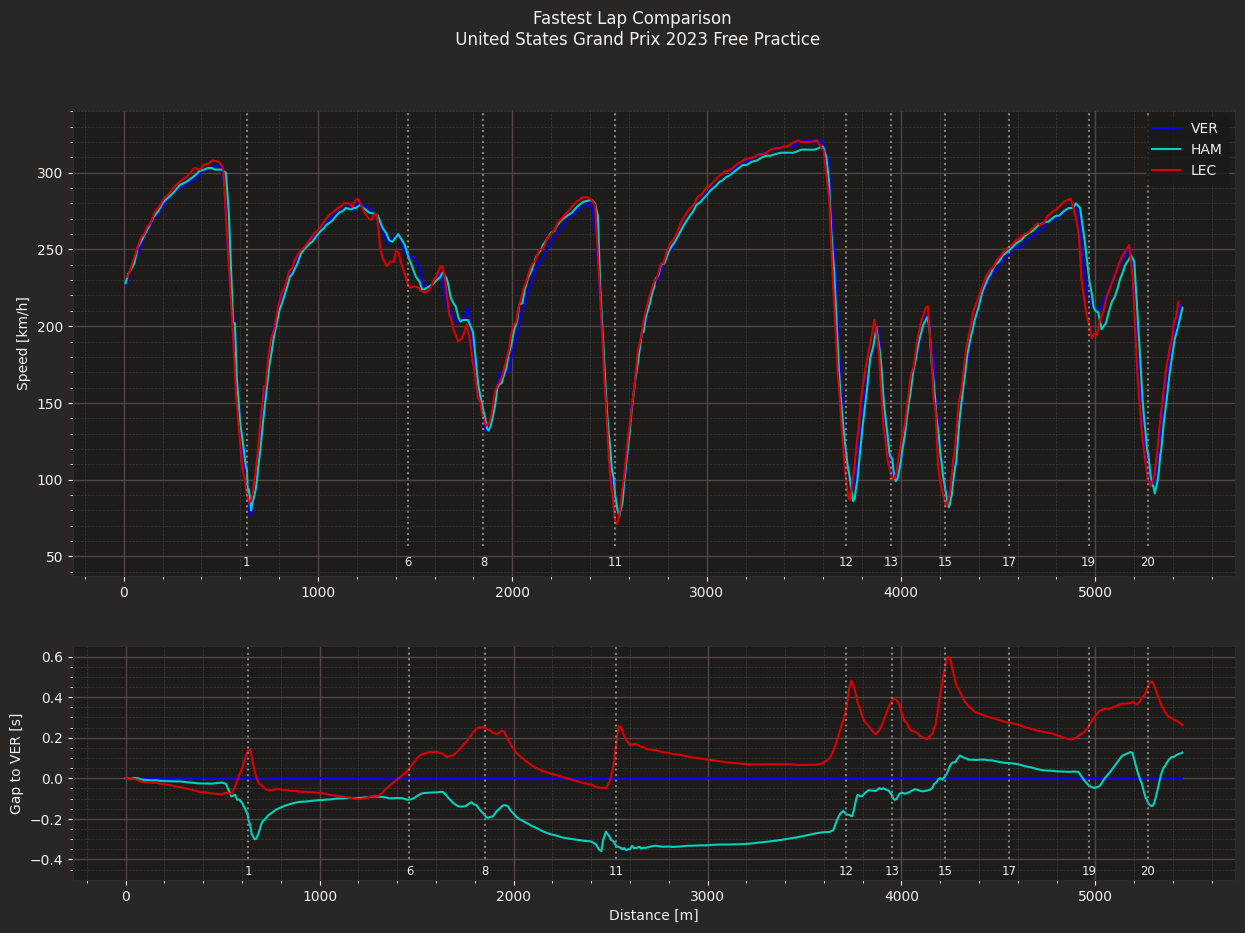 Fastest Lap Comparison
United States Grand Prix 2023 Free Practice
VER
HAM
LEC
Speed [km/h]
300
250
200
150
100
50
1 6 8 11 12 13 15 17 19 20
0 1000 2000 3000 4000 5000
Gap to VER [s]
0.6
0.4
0.2
0.0
−0.2
−0.4
1 6 8 11 12 13 15 17 19 20
0 1000 2000 3000 4000 5000
Distance [m]